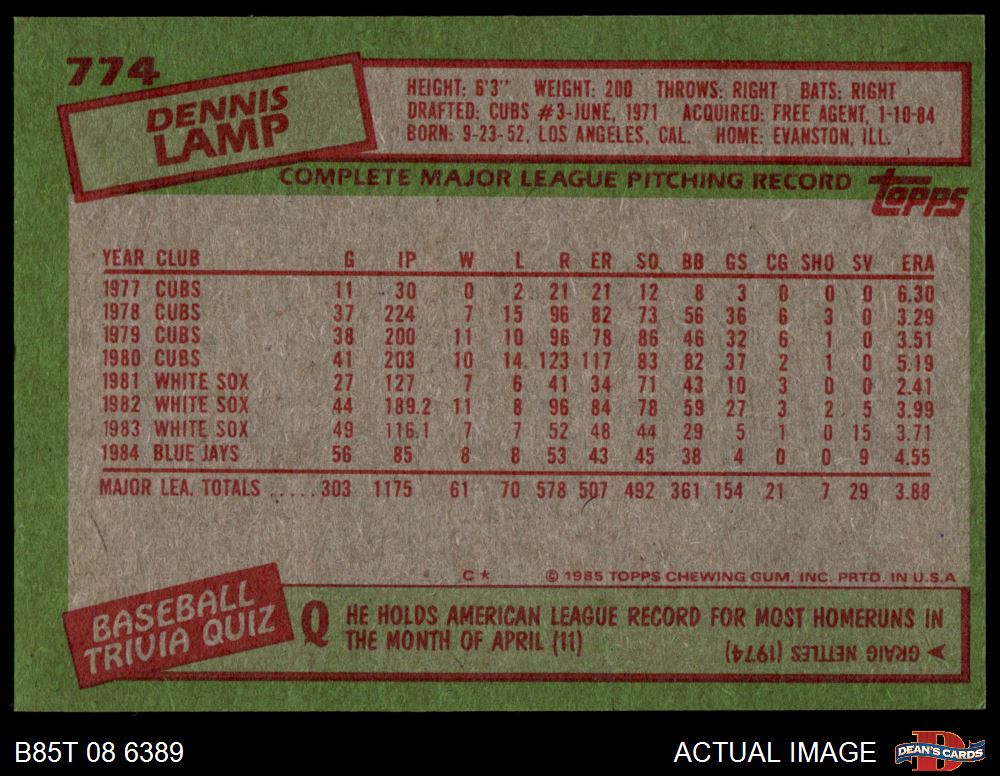 774
DENNIS
LAMP
HEIGHT: 6'3" WEIGHT: 200 THROWS: RIGHT BATS: RIGHT
DRAFTED: CUBS #3-JUNE, 1971 ACQUIRED: FREE AGENT, 1-10-84
BORN: 9-23-52, LOS ANGELES, CAL. HOME: EVANSTON, ILL.
COMPLETE MAJOR LEAGUE PITCHING RECORD
topps
YEAR CLUB G IP W L R ER SO BB GS CG SHO SV ERA
1977 CUBS 11 30 0 2 21 21 12 8 3 0 0 0 6.30
1978 CUBS 37 224 7 15 96 82 73 56 36 6 3 0 3.29
1979 CUBS 38 200 11 10 96 78 86 46 32 6 1 0 3.51
1980 CUBS 41 203 10 14 123 117 83 82 37 2 1 0 5.19
1981 WHITE SOX 27 127 7 6 41 34 71 43 10 3 0 0 2.41
1982 WHITE SOX 44 189.2 11 8 96 84 78 59 27 3 2 5 3.99
1983 WHITE SOX 49 116.1 7 7 52 48 44 29 5 1 0 15 3.71
1984 BLUE JAYS 56 85 8 8 53 43 45 38 4 0 0 9 4.55
MAJOR LEA. TOTALS ..... 303 1175 61 70 578 507 492 361 154 21 7 29 3.88
C* © 1985 TOPPS CHEWING GUM, INC. PRTD. IN U.S.A
BASEBALL
TRIVIA QUIZ
Q HE HOLDS AMERICAN LEAGUE RECORD FOR MOST HOMERUNS IN
THE MONTH OF APRIL (11)
GRAIG NETTLES (1974)
B85T 08 6389
ACTUAL IMAGE
D
DEAN'S CARDS